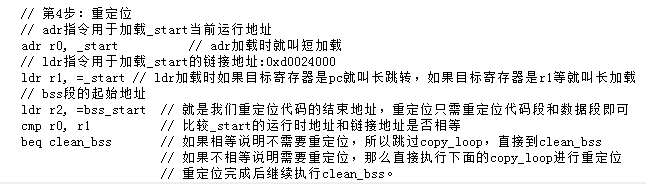 // 第4步：重定位
// adr指令用于加载_start当前运行地址
adr r0, _start // adr加载时就叫短加载
// ldr指令用于加载_start的链接地址:0xd0024000
ldr r1, =_start // ldr加载时如果目标寄存器是pc就叫长跳转，如果目标寄存器是r1等就叫长加载
// bss段的起始地址
ldr r2, =bss_start // 就是我们重定位代码的结束地址，重定位只需重定位代码段和数据段即可
cmp r0, r1 // 比较_start的运行时地址和链接地址是否相等
beq clean_bss // 如果相等说明不需要重定位，所以跳过copy_loop，直接到clean_bss
// 如果不相等说明需要重定位，那么直接执行下面的copy_loop进行重定位
// 重定位完成后继续执行clean_bss。